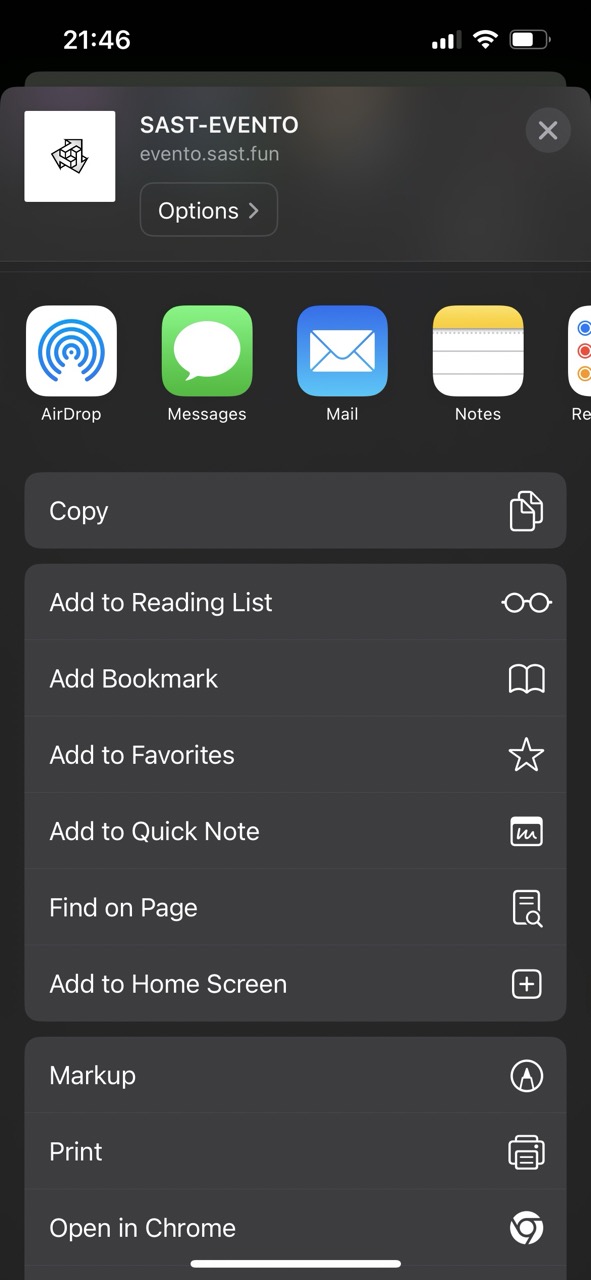 21:46
SAST-EVENTO
evento.sast.fun
Options
AirDrop
Messages
Mail
Notes
Re
Copy
Add to Reading List
Add Bookmark
Add to Favorites
Add to Quick Note
Find on Page
Add to Home Screen
Markup
Print
Open in Chrome